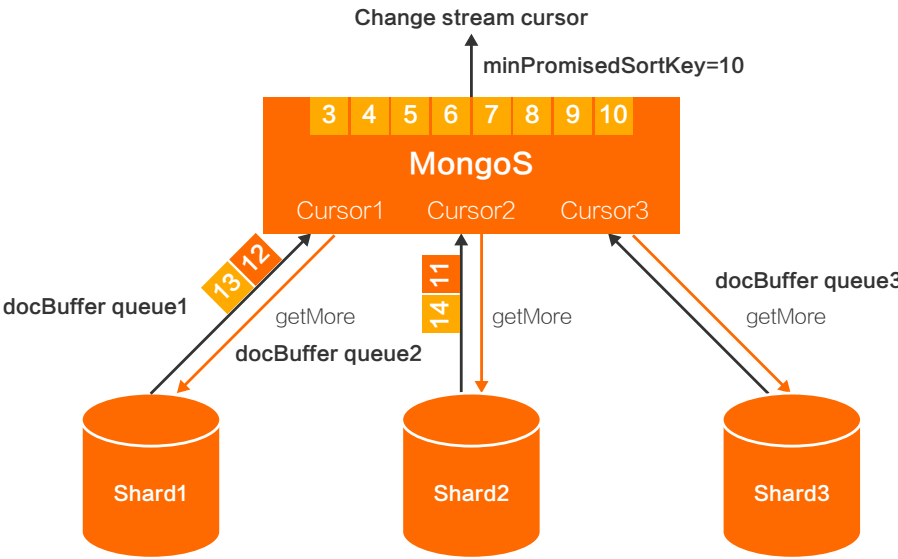 Change stream cursor
minPromisedSortKey=10
3 4 5 6 7 8 9 10
MongoS
Cursor1 Cursor2 Cursor3
13 12
11
14
docBuffer queue1
docBuffer queue3
getMore
getMore
getMore
docBuffer queue2
Shard1
Shard2
Shard3